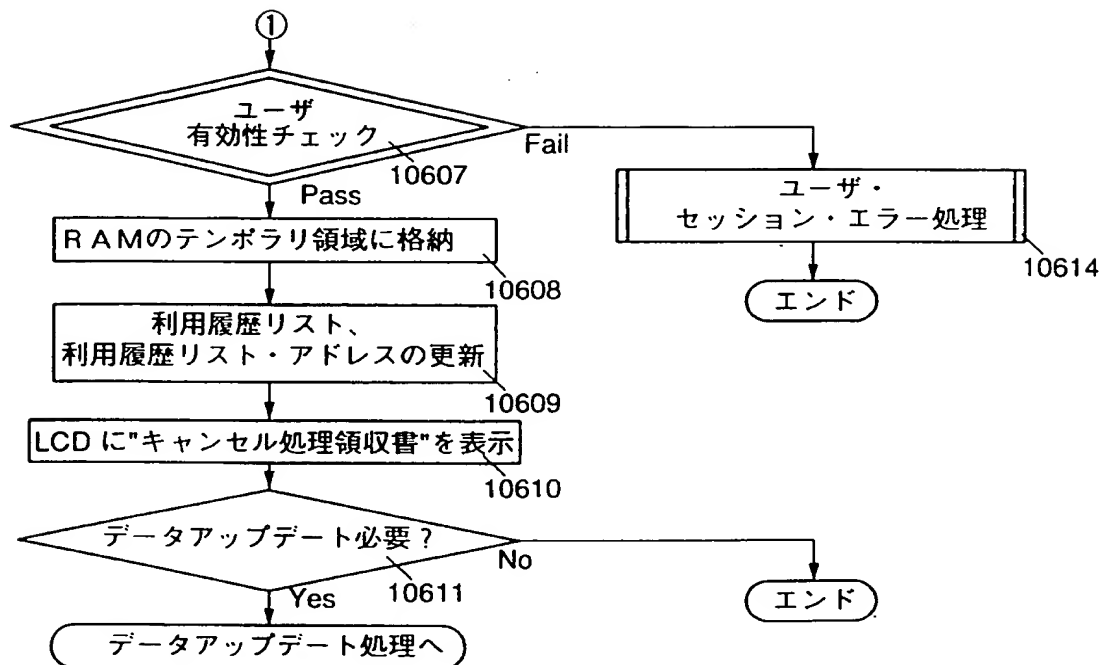 ①
ユーザ
有効性チェック
10607
Fail
Pass
ユーザ・
セッション・エラー処理
10614
エンド
RAMのテンポラリ領域に格納
10608
利用履歴リスト、
利用履歴リスト・アドレスの更新
10609
LCDに"キャンセル処理領収書"を表示
10610
データアップデート必要?
10611
No
Yes
エンド
データアップデート処理へ